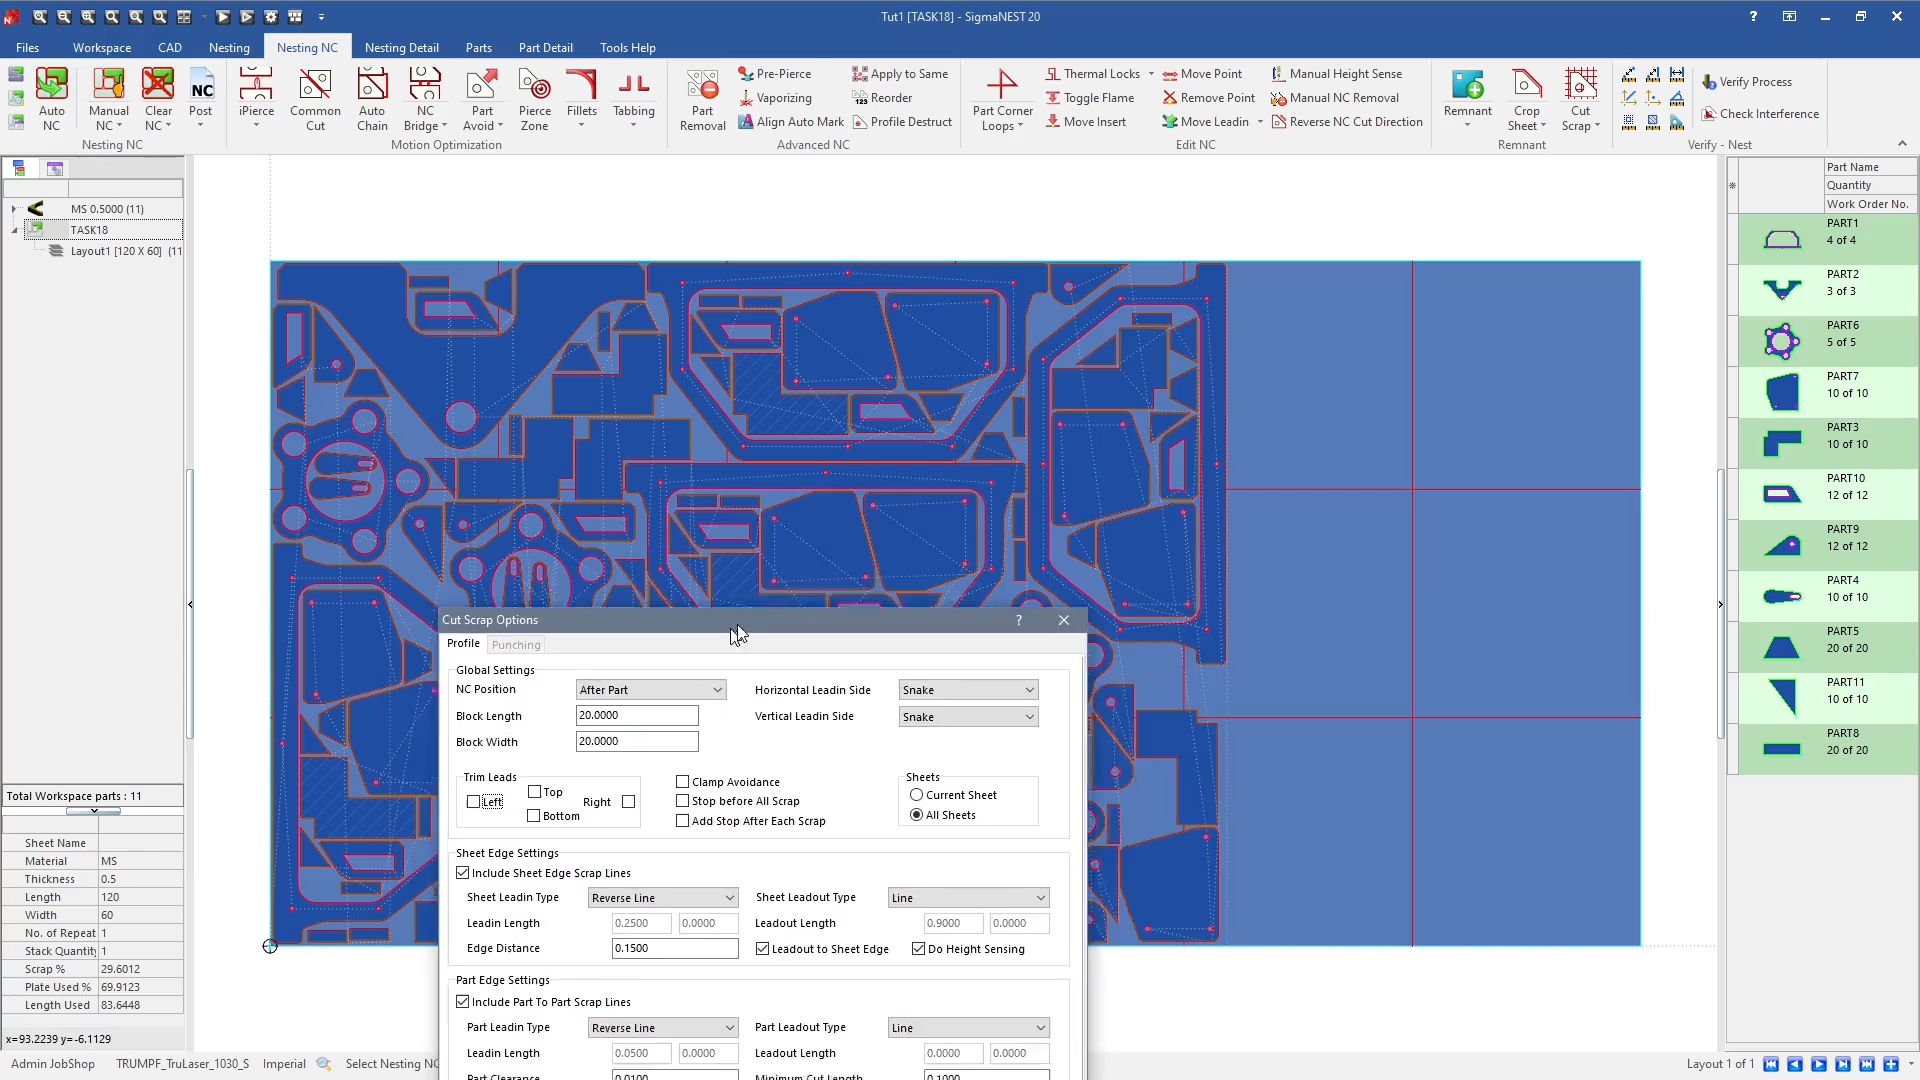 Tut1 [TASK18] - SigmaNEST 20
Files
Workspace
CAD
Nesting
Nesting NC
Nesting Detail
Parts
Part Detail
Tools Help
Auto NC
Manual NC
Clear NC
NC
Post
Nesting NC
iPierce
Common Cut
Auto Chain
NC Bridge
Part Avoid
Pierce Zone
Fillets
Tabbing
Motion Optimization
Part Removal
Pre-Pierce
Vaporizing
Align Auto Mark
Apply to Same
123 Reorder
Profile Destruct
Advanced NC
Part Corner Loops
Thermal Locks
Toggle Flame
Move Insert
Move Point
Remove Point
Move Leadin
Manual Height Sense
Manual NC Removal
Reverse NC Cut Direction
Edit NC
Remnant
Crop Sheet
Cut Scrap
Remnant
Verify Process
Check Interference
Verify - Nest
MS 0.5000 (11)
TASK18
Layout1 [120 X 60] (11
Total Workspace parts : 11
Sheet Name
Material MS
Thickness 0.5
Length 120
Width 60
No. of Repeat 1
Stack Quantity 1
Scrap % 29.6012
Plate Used % 69.9123
Length Used 83.6448
x=93.2239 y=-6.1129
Cut Scrap Options
?
Profile
Punching
Global Settings
NC Position After Part
Horizontal Leadin Side Snake
Block Length 20.0000
Vertical Leadin Side Snake
Block Width 20.0000
Trim Leads
Left
Top
Bottom
Right
Clamp Avoidance
Stop before All Scrap
Add Stop After Each Scrap
Sheets
Current Sheet
All Sheets
Sheet Edge Settings
Include Sheet Edge Scrap Lines
Sheet Leadin Type Reverse Line
Sheet Leadout Type Line
Leadin Length 0.2500 0.0000
Leadout Length 0.9000 0.0000
Edge Distance 0.1500
Leadout to Sheet Edge
Do Height Sensing
Part Edge Settings
Include Part To Part Scrap Lines
Part Leadin Type Reverse Line
Part Leadout Type Line
Leadin Length 0.0500 0.0000
Leadout Length 0.0000 0.0000
Part Clearance 0.0100
Minimum Cut Length 0.1000
Part Name
Quantity
Work Order No.
PART1
4 of 4
PART2
3 of 3
PART6
5 of 5
PART7
10 of 10
PART3
10 of 10
PART10
12 of 12
PART9
12 of 12
PART4
10 of 10
PART5
20 of 20
PART11
10 of 10
PART8
20 of 20
Admin JobShop
TRUMPF_TruLaser_1030_S
Imperial
Select Nesting NC
Layout 1 of 1